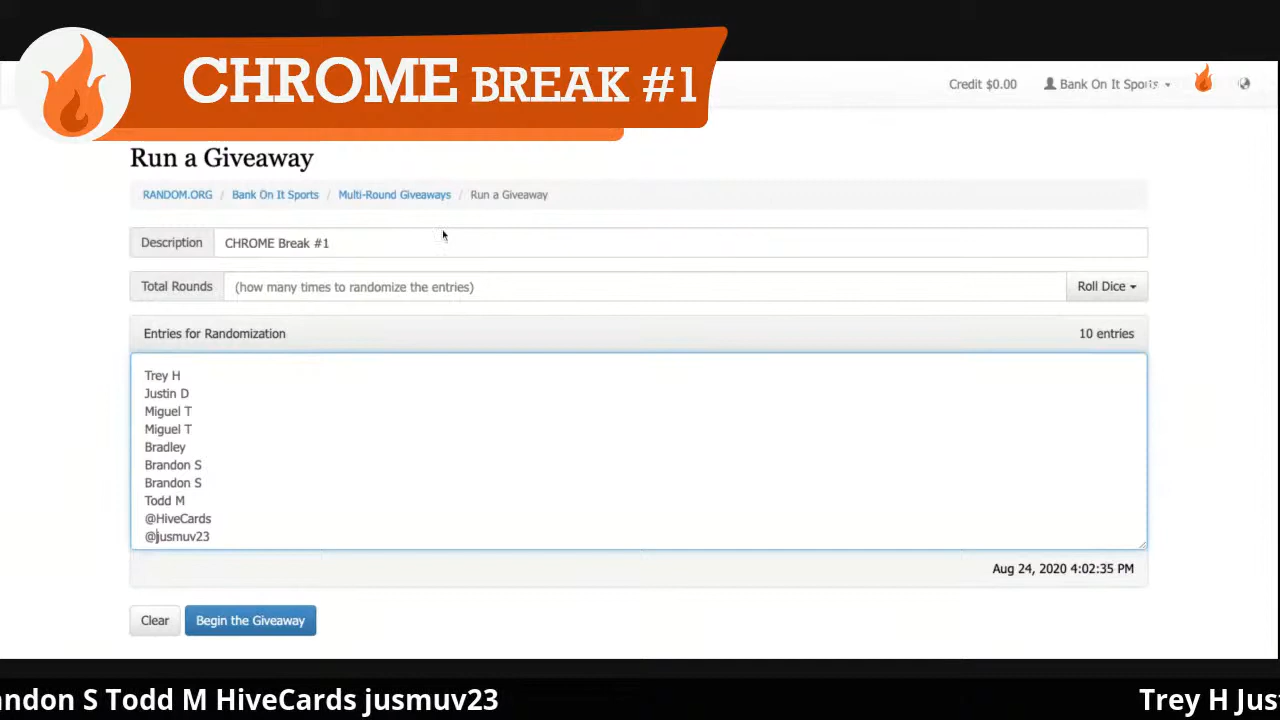 CHROME BREAK #1
Credit $0.00 Bank On It Sports
Run a Giveaway
RANDOM.ORG / Bank On It Sports / Multi-Round Giveaways / Run a Giveaway
Description CHROME Break #1
Total Rounds (how many times to randomize the entries) Roll Dice
Entries for Randomization 10 entries
Trey H
Justin D
Miguel T
Miguel T
Bradley
Brandon S
Brandon S
Todd M
@HiveCards
@jusmuv23
Aug 24, 2020 4:02:35 PM
Clear Begin the Giveaway
andon S Todd M HiveCards jusmuv23 Trey H Jus